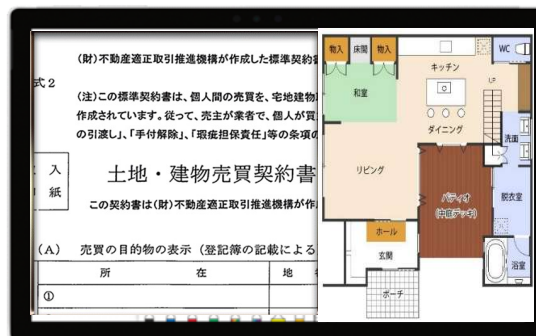 (財)不動産適正取引推進機構が作成した標準契約
式2
(注)この標準契約書は、個人間の売買を、宅地建物
作成されています。従って、売主が業者で、個人が買
の引渡し」、「手付解除」、「瑕疵担保責任」等の条項の
入
紙
土地・建物売買契約書
この契約書は(財)不動産適正取引推進機構が作
(A) 売買の目的物の表示(登記簿の記載による
所 在 地
①
物入 床間 物入
WC
キッチン
和室
UP
ダイニング
洗面
リビング
パティオ
(中庭デッキ)
脱衣室
ホール
玄関
浴室
ポーチ